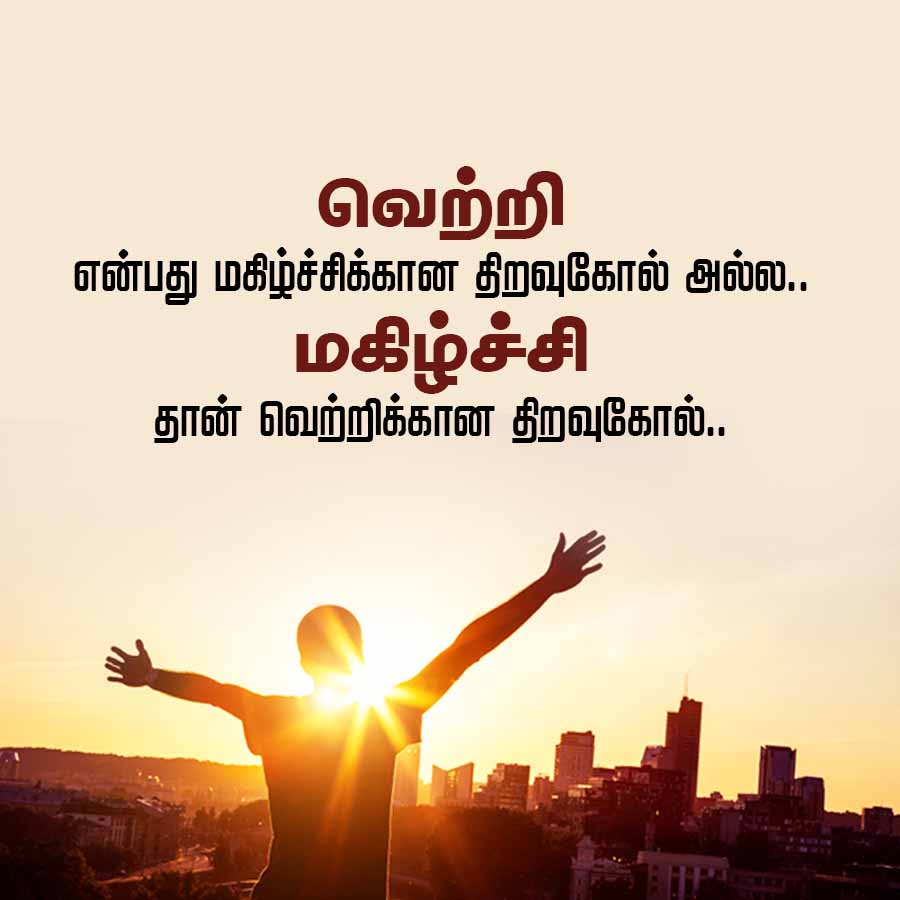 வெற்றி
என்பது மகிழ்ச்சிக்கான திறவுகோல் அல்ல..
மகிழ்ச்சி
தான் வெற்றிக்கான திறவுகோல்..